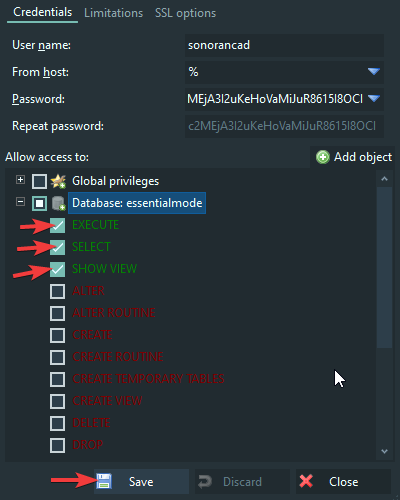 Credentials Limitations SSL options
User name: sonorancad
From host: %
Password: MEjA3I2uKeHoVaMiJuR8615I8OCI
Repeat password: c2MEjA3I2uKeHoVaMiJuR8615I8OCI
Allow access to: Add object
Global privileges
Database: essentialmode
EXECUTE
SELECT
SHOW VIEW
ALTER
ALTER ROUTINE
CREATE
CREATE ROUTINE
CREATE TEMPORARY TABLES
CREATE VIEW
DELETE
DROP
Save Discard Close